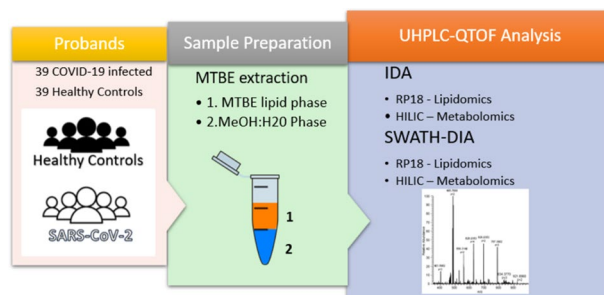 Probands
39 COVID-19 infected
39 Healthy Controls
Healthy Controls
SARS-CoV-2
Sample Preparation
MTBE extraction
• 1. MTBE lipid phase
• 2.MeOH:H20 Phase
1
2
UHPLC-QTOF Analysis
IDA
• RP18 - Lipidomics
• HILIC – Metabolomics
SWATH-DIA
• RP18 - Lipidomics
• HILIC - Metabolomics